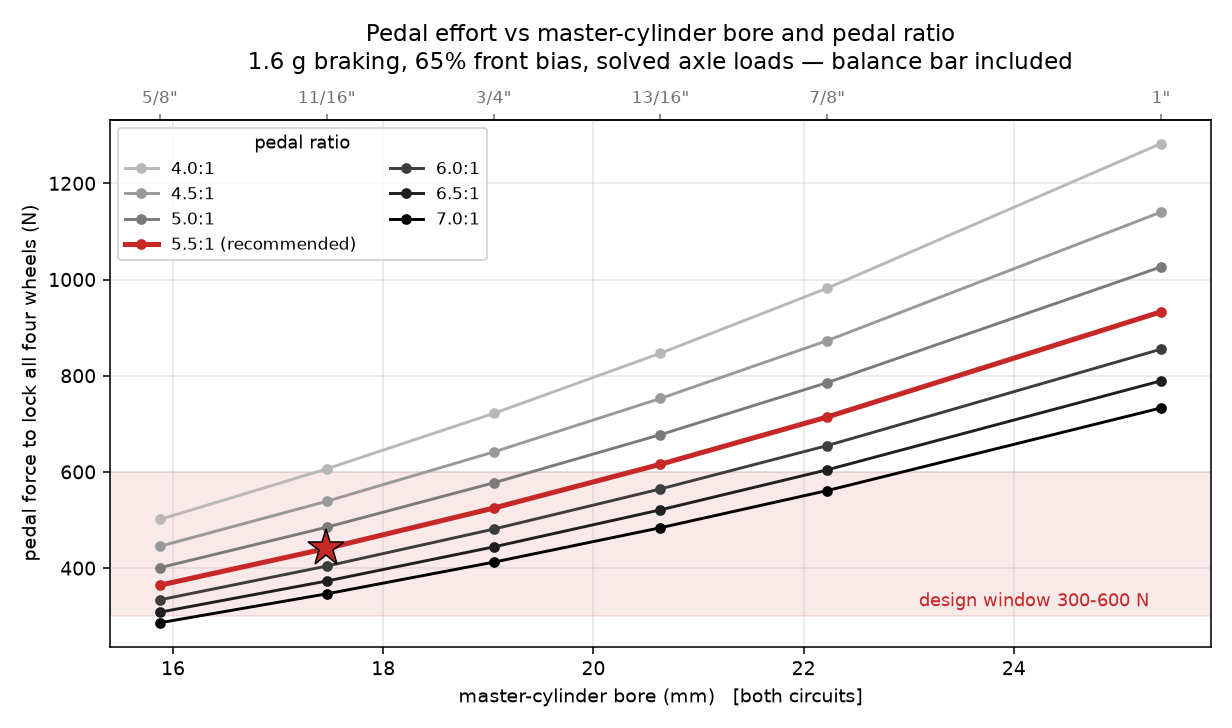 Pedal effort vs master-cylinder bore and pedal ratio
1.6 g braking, 65% front bias, solved axle loads — balance bar included
5/8" 11/16" 3/4" 13/16" 7/8" 1"
pedal ratio
4.0:1
4.5:1
5.0:1
5.5:1 (recommended)
6.0:1
6.5:1
7.0:1
pedal force to lock all four wheels (N)
1200
1000
800
600
400
design window 300-600 N
16 18 20 22 24
master-cylinder bore (mm) [both circuits]